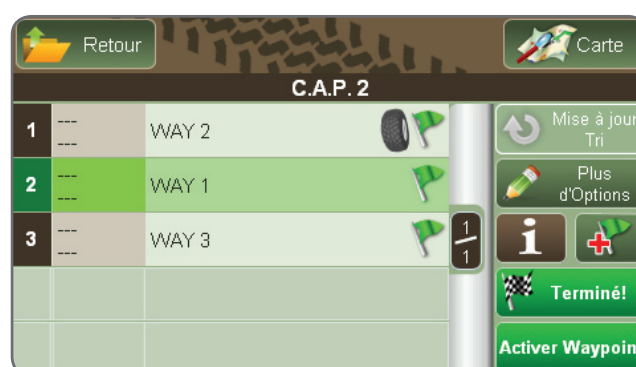 Retour
Carte
C.A.P. 2
1 --- --- WAY 2
2 --- --- WAY 1
3 --- --- WAY 3
1/1
Mise à jour
Tri
Plus
d'Options
i
Terminé!
Activer Waypoin